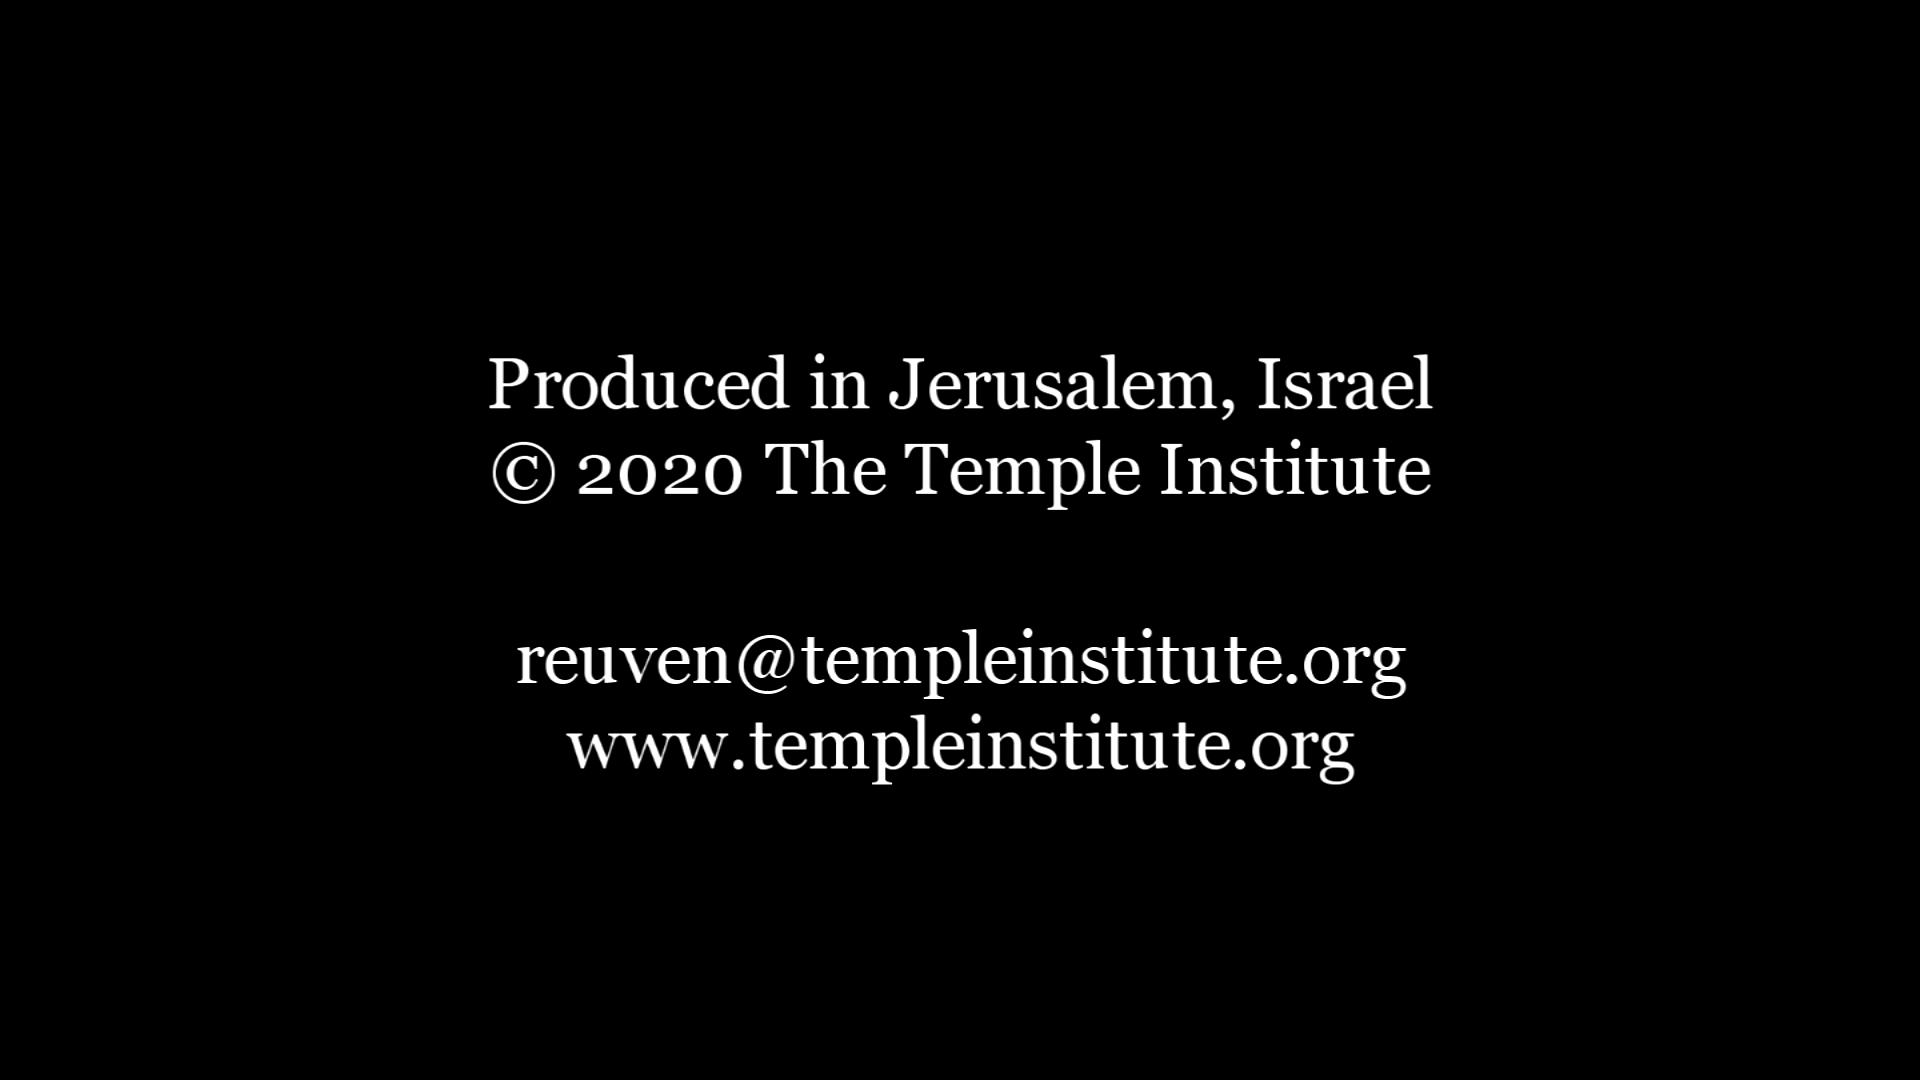 Produced in Jerusalem, Israel
© 2020 The Temple Institute
reuven@templeinstitute.org
www.templeinstitute.org